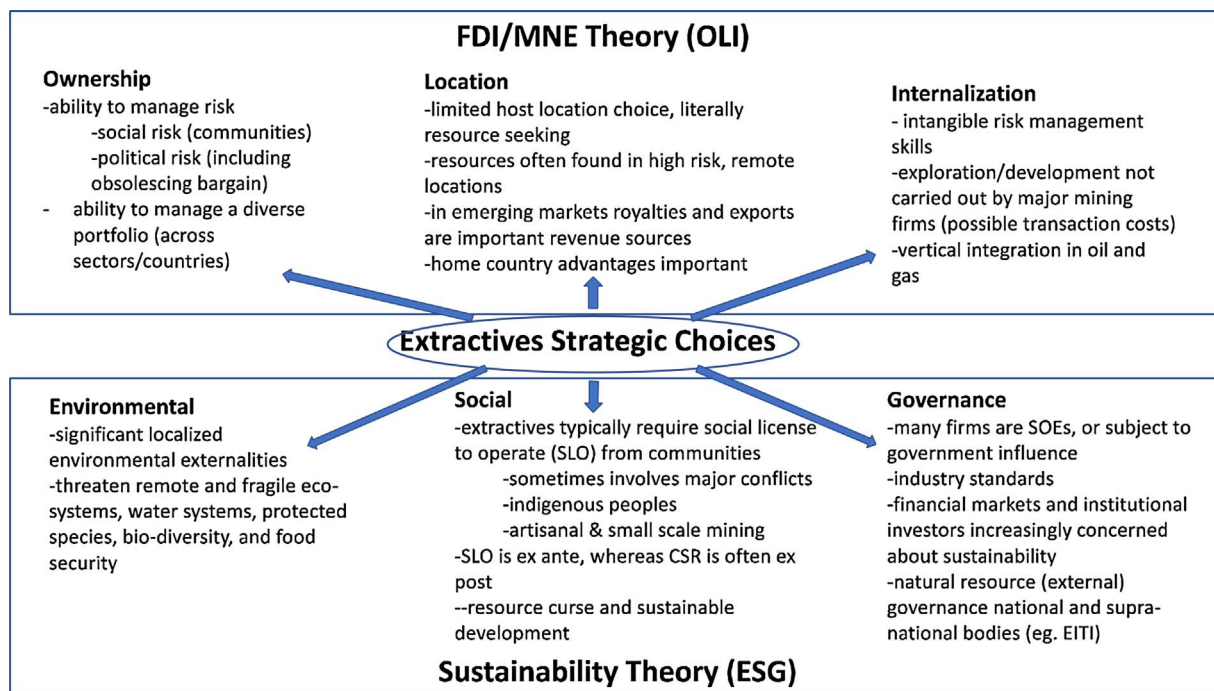 FDI/MNE Theory (OLI)
Ownership
-ability to manage risk
-social risk (communities)
-political risk (including
obsolescing bargain)
- ability to manage a diverse
portfolio (across
sectors/countries)
Location
-limited host location choice, literally
resource seeking
-resources often found in high risk, remote
locations
-in emerging markets royalties and exports
are important revenue sources
-home country advantages important
Internalization
- intangible risk management
skills
-exploration/development not
carried out by major mining
firms (possible transaction costs)
-vertical integration in oil and
gas
Extractives Strategic Choices
Environmental
-significant localized
environmental externalities
-threaten remote and fragile eco-
systems, water systems, protected
species, bio-diversity, and food
security
Social
-extractives typically require social license
to operate (SLO) from communities
-sometimes involves major conflicts
-indigenous peoples
-artisanal & small scale mining
-SLO is ex ante, whereas CSR is often ex
post
--resource curse and sustainable
development
Governance
-many firms are SOEs, or subject to
government influence
-industry standards
-financial markets and institutional
investors increasingly concerned
about sustainability
-natural resource (external)
governance national and supra-
national bodies (eg. EITI)
Sustainability Theory (ESG)